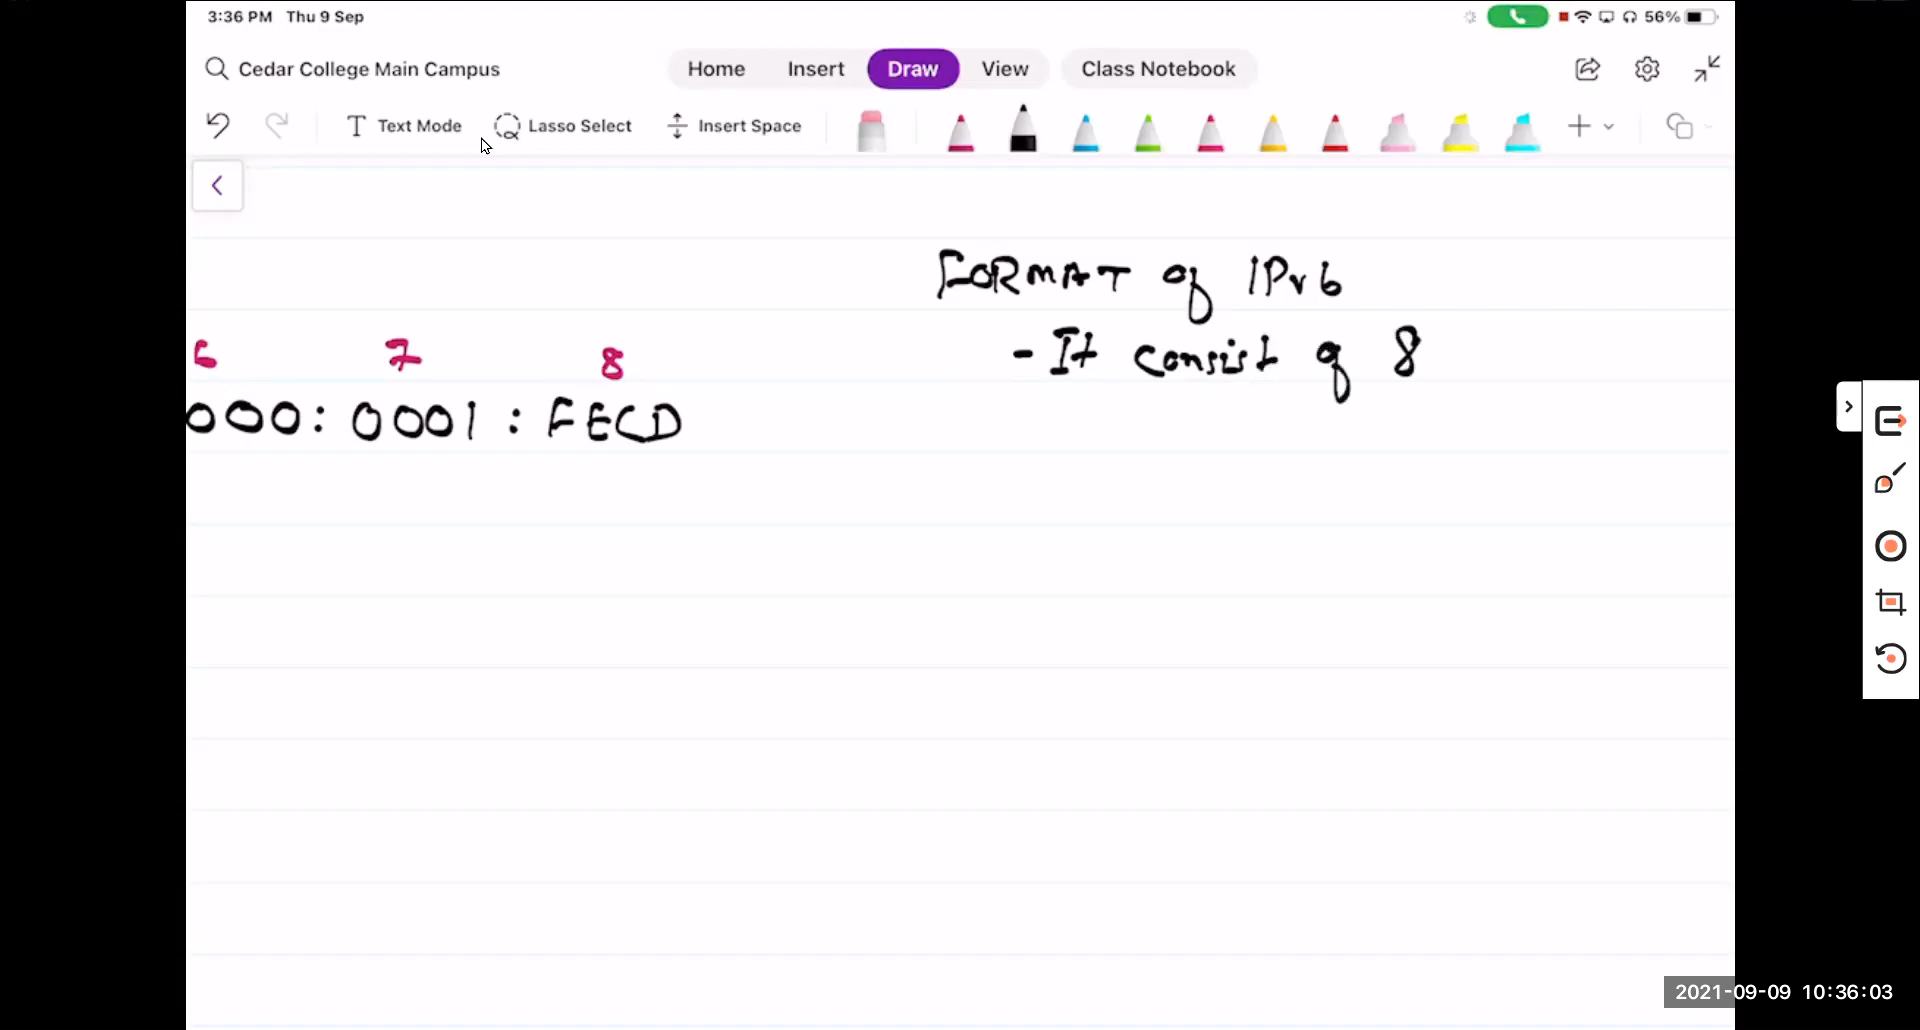 3:36 PM Thu 9 Sep
56%
Cedar College Main Campus
Home Insert Draw View Class Notebook
Text Mode Lasso Select Insert Space
FORMAT of IPv6
- It consist of 8
6 7 8
000: 0001 : FECD
2021-09-09 10:36:03